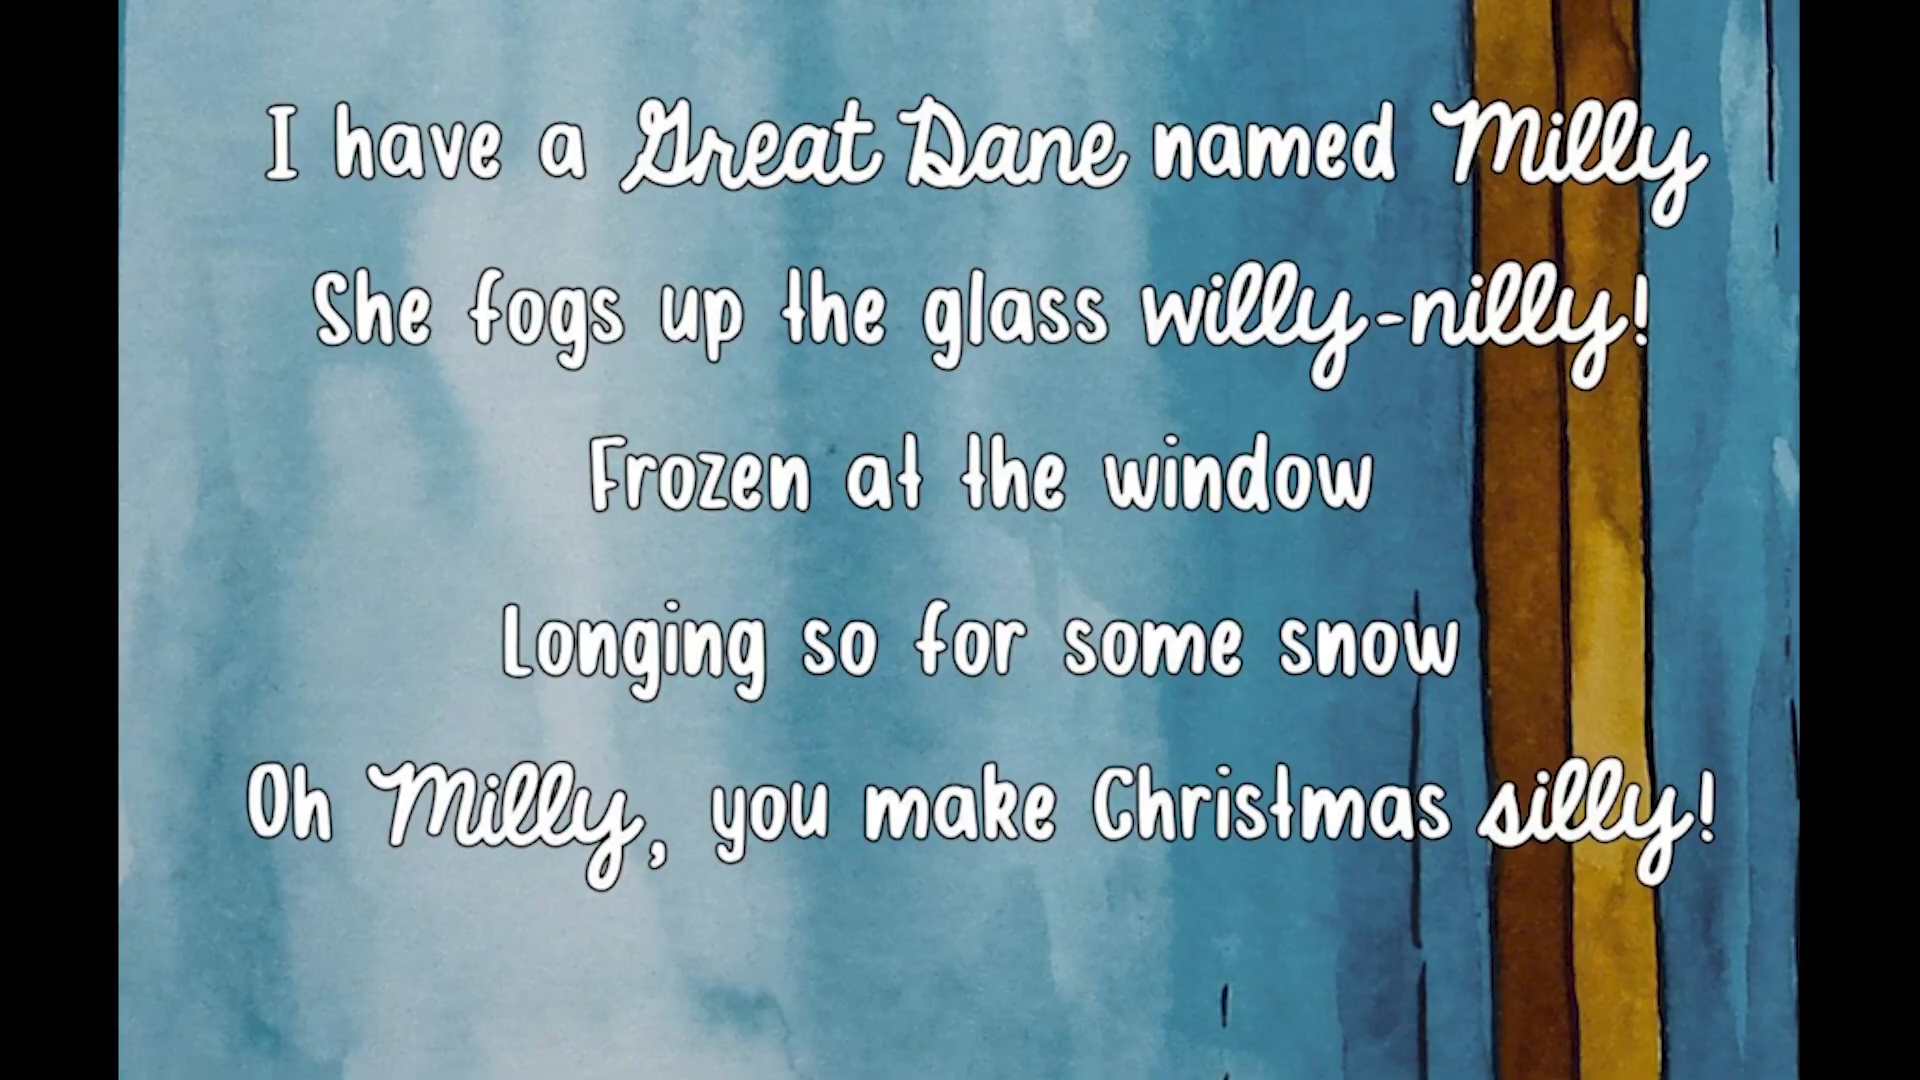 I have a Great Dane named Milly
She fogs up the glass willy-nilly!
Frozen at the window
Longing so for some snow
Oh Milly, you make Christmas silly!